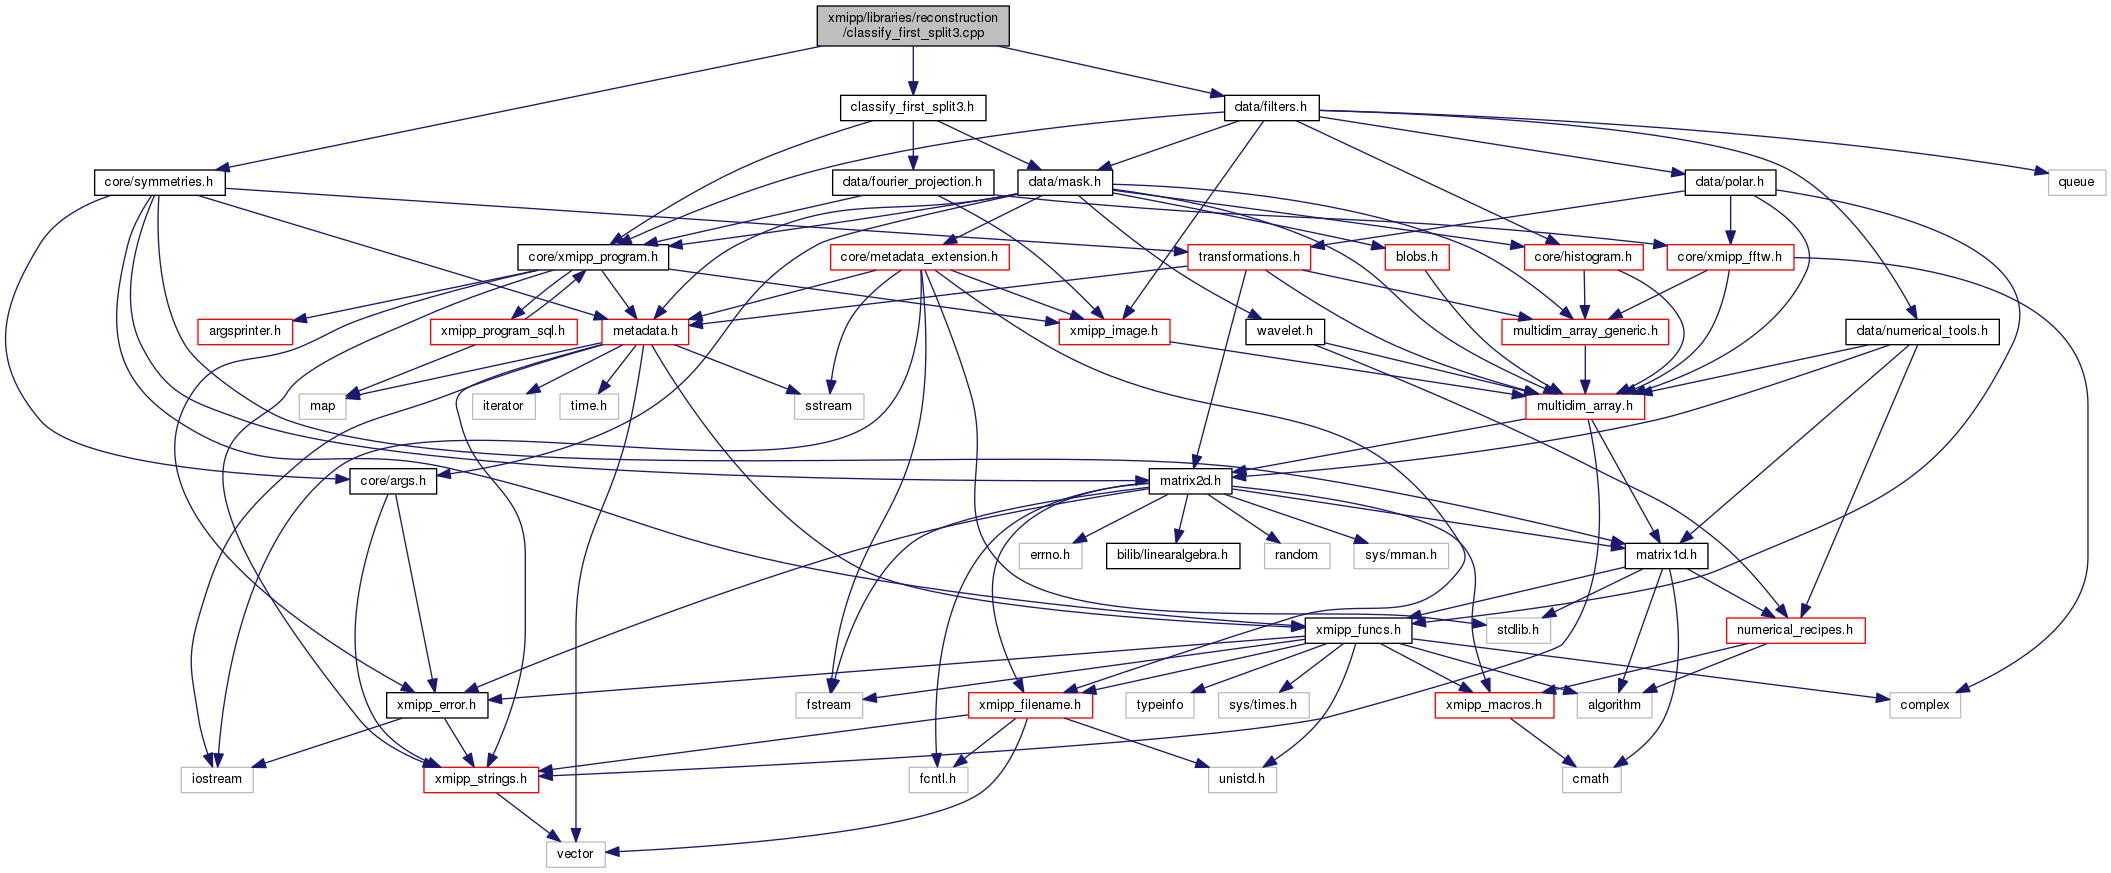 xmipp/libraries/reconstruction
/classify_first_split3.cpp
classify_first_split3.h
data/filters.h
core/symmetries.h
data/fourier_projection.h
data/mask.h
data/polar.h
queue
core/xmipp_program.h
core/metadata_extension.h
transformations.h
blobs.h
core/histogram.h
core/xmipp_fftw.h
argsprinter.h
xmipp_program_sql.h
metadata.h
xmipp_image.h
wavelet.h
multidim_array_generic.h
data/numerical_tools.h
map
iterator
time.h
sstream
multidim_array.h
core/args.h
matrix2d.h
errno.h
bilib/linearalgebra.h
random
sys/mman.h
matrix1d.h
xmipp_funcs.h
stdlib.h
numerical_recipes.h
xmipp_error.h
fstream
xmipp_filename.h
typeinfo
sys/times.h
xmipp_macros.h
algorithm
complex
iostream
xmipp_strings.h
fcntl.h
unistd.h
cmath
vector